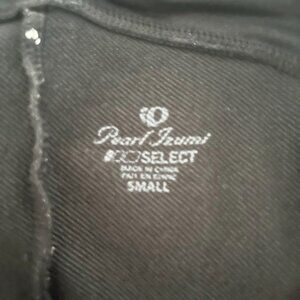 Pearl Izumi
SELECT
MADE IN CHINA
FAIT EN CHINE
SMALL